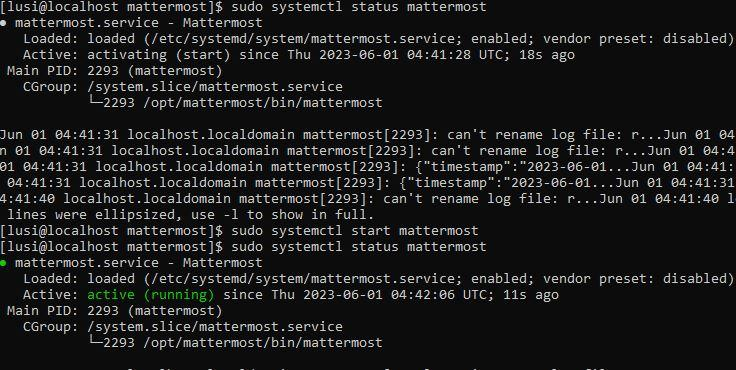 [lusi@localhost mattermost]$ sudo systemctl status mattermost
● mattermost.service - Mattermost
   Loaded: loaded (/etc/systemd/system/mattermost.service; enabled; vendor preset: disabled)
   Active: activating (start) since Thu 2023-06-01 04:41:28 UTC; 18s ago
 Main PID: 2293 (mattermost)
   CGroup: /system.slice/mattermost.service
           └─2293 /opt/mattermost/bin/mattermost

Jun 01 04:41:31 localhost.localdomain mattermost[2293]: can't rename log file: r...Jun 01 04
n 01 04:41:31 localhost.localdomain mattermost[2293]: can't rename log file: r...Jun 01 04:4
01 04:41:31 localhost.localdomain mattermost[2293]: {"timestamp":"2023-06-01...Jun 01 04:41:
 04:41:31 localhost.localdomain mattermost[2293]: {"timestamp":"2023-06-01...Jun 01 04:41:31
4:41:40 localhost.localdomain mattermost[2293]: can't rename log file: r...Jun 01 04:41:40 lo
 lines were ellipsized, use -l to show in full.
[lusi@localhost mattermost]$ sudo systemctl start mattermost
[lusi@localhost mattermost]$ sudo systemctl status mattermost
● mattermost.service - Mattermost
   Loaded: loaded (/etc/systemd/system/mattermost.service; enabled; vendor preset: disabled)
   Active: active (running) since Thu 2023-06-01 04:42:06 UTC; 11s ago
 Main PID: 2293 (mattermost)
   CGroup: /system.slice/mattermost.service
           └─2293 /opt/mattermost/bin/mattermost